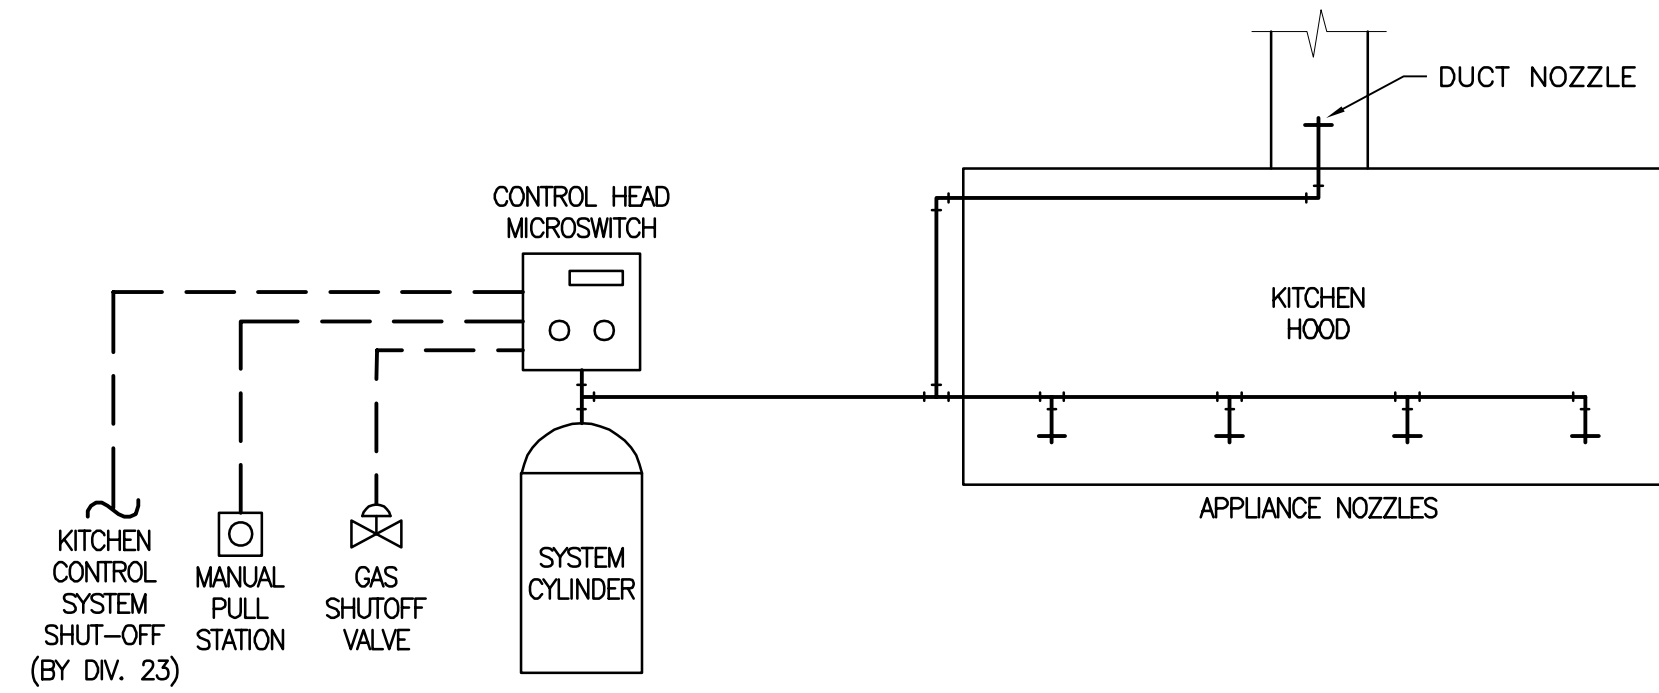 DUCT NOZZLE
CONTROL HEAD
MICROSWITCH
KITCHEN
HOOD
APPLIANCE NOZZLES
KITCHEN
CONTROL
SYSTEM
SHUT-OFF
(BY DIV. 23)
MANUAL
PULL
STATION
GAS
SHUTOFF
VALVE
SYSTEM
CYLINDER